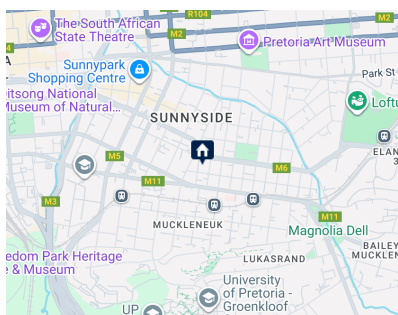 R104
The South African
State Theatre
M2
Pretoria Art Museum
M2
Sunnypark
Shopping Centre
Park St
itsong National
Museum of Natural...
Loftu
SUNNYSIDE
ELAN
3
M5
M6
M11
M3
M11
MUCKLENEUK
Magnolia Dell
BAILEY
MUCKLEN
edom Park Heritage
e & Museum
LUKASRAND
University
of Pretoria -
Groenkloof
UP